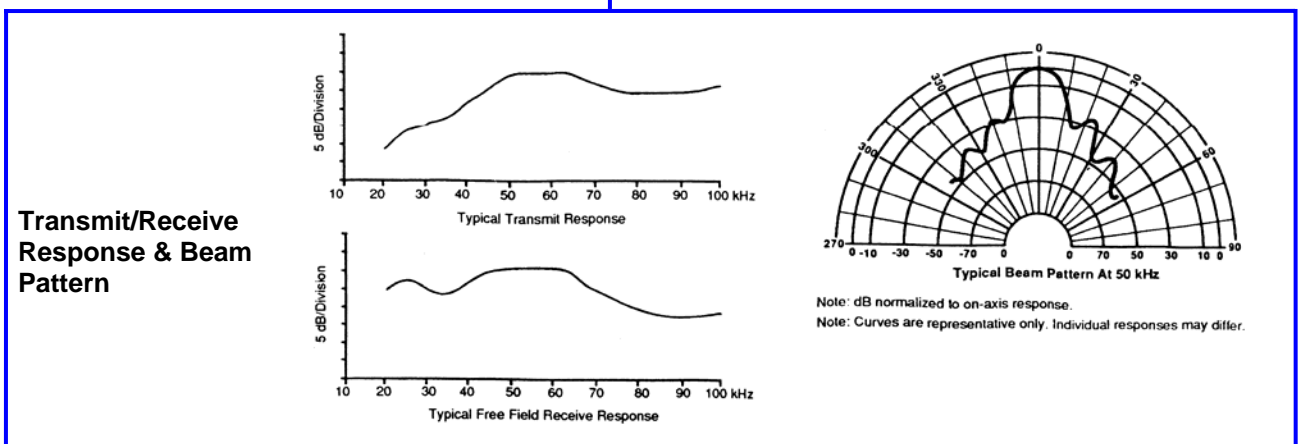 Transmit/Receive
Response & Beam
Pattern
5 dB/Division
10 20 30 40 50 60 70 80 90 100 kHz
Typical Transmit Response
5 dB/Division
10 20 30 40 50 60 70 80 90 100 kHz
Typical Free Field Receive Response
0
330 30
300 60
270 90
0 -10 -30 -50 -70 0 0 70 50 30 10 0
Typical Beam Pattern At 50 kHz
Note: dB normalized to on-axis response.
Note: Curves are representative only. Individual responses may differ.